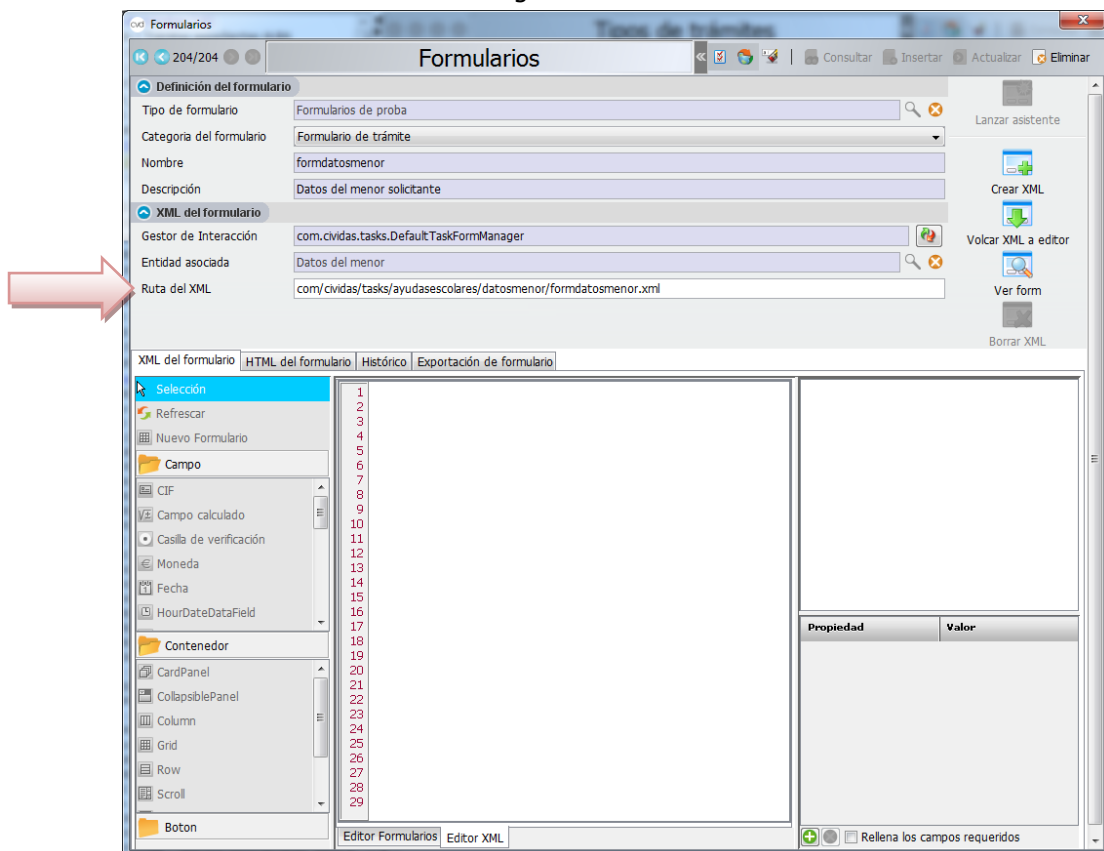 Formularios
Tipos de trámites
204/204
Formularios
Consultar Insertar Actualizar Eliminar
Definición del formulario
Tipo de formulario Formularios de proba
Lanzar asistente
Categoria del formulario Formulario de trámite
Nombre formdatosmenor
Descripción Datos del menor solicitante
Crear XML
XML del formulario
Gestor de Interacción com.cividas.tasks.DefaultTaskFormManager
Volcar XML a editor
Entidad asociada Datos del menor
Ruta del XML com/cividas/tasks/ayudasescolares/datosmenor/formdatosmenor.xml
Ver form
Borrar XML
XML del formulario HTML del formulario Histórico Exportación de formulario
Selección
Refrescar
Nuevo Formulario
Campo
CIF
Campo calculado
Casilla de verificación
Moneda
Fecha
HourDateDataField
Contenedor
CardPanel
CollapsiblePanel
Column
Grid
Row
Scroll
Boton
1
2
3
4
5
6
7
8
9
10
11
12
13
14
15
16
17
18
19
20
21
22
23
24
25
26
27
28
29
Editor Formularios Editor XML
Propiedad Valor
Rellena los campos requeridos